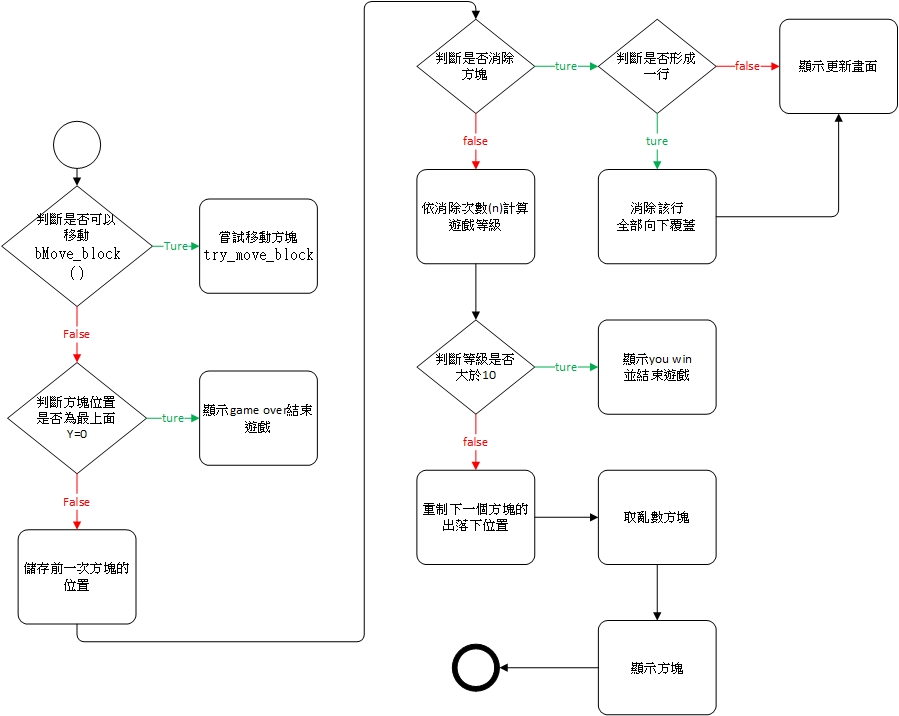 判斷是否可以
移動
bMove_block
()
Ture
嘗試移動方塊
try_move_block
False
判斷方塊位置
是否為最上面
Y=0
ture
顯示game over結束
遊戲
False
儲存前一次方塊的
位置
判斷是否消除
方塊
ture
判斷是否形成
一行
false
顯示更新畫面
false
ture
依消除次數(n)計算
遊戲等級
消除該行
全部向下覆蓋
判斷等級是否
大於10
ture
顯示you win
並結束遊戲
false
重制下一個方塊的
出落下位置
取亂數方塊
顯示方塊